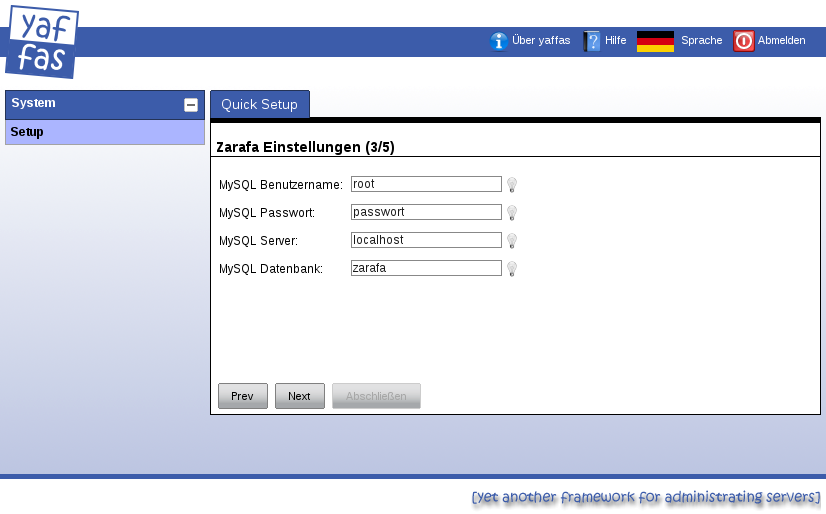 yaf
fas
Über yaffas Hilfe Sprache Abmelden
System
Setup
Quick Setup
Zarafa Einstellungen (3/5)
MySQL Benutzername: root
MySQL Passwort: passwort
MySQL Server: localhost
MySQL Datenbank: zarafa
Prev Next Abschließen
[yet another framework for administrating servers]